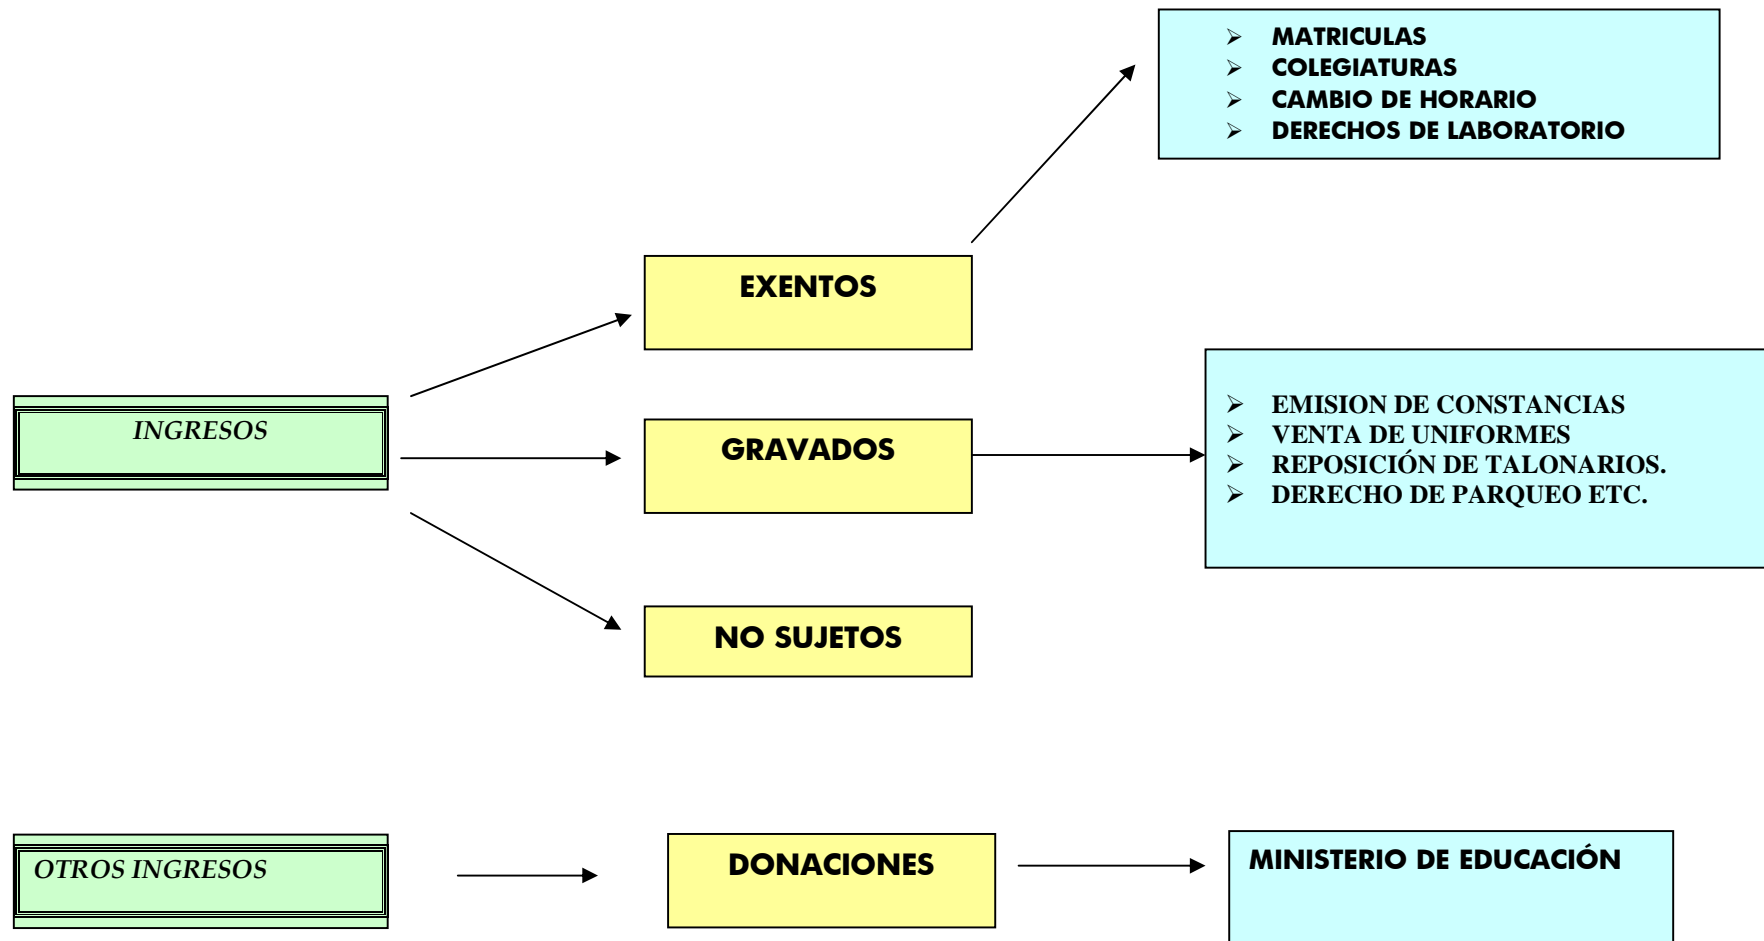 MATRICULAS
COLEGIATURAS
CAMBIO DE HORARIO
DERECHOS DE LABORATORIO
EXENTOS
INGRESOS
GRAVADOS
EMISION DE CONSTANCIAS
VENTA DE UNIFORMES
REPOSICIÓN DE TALONARIOS.
DERECHO DE PARQUEO ETC.
NO SUJETOS
OTROS INGRESOS
DONACIONES
MINISTERIO DE EDUCACIÓN